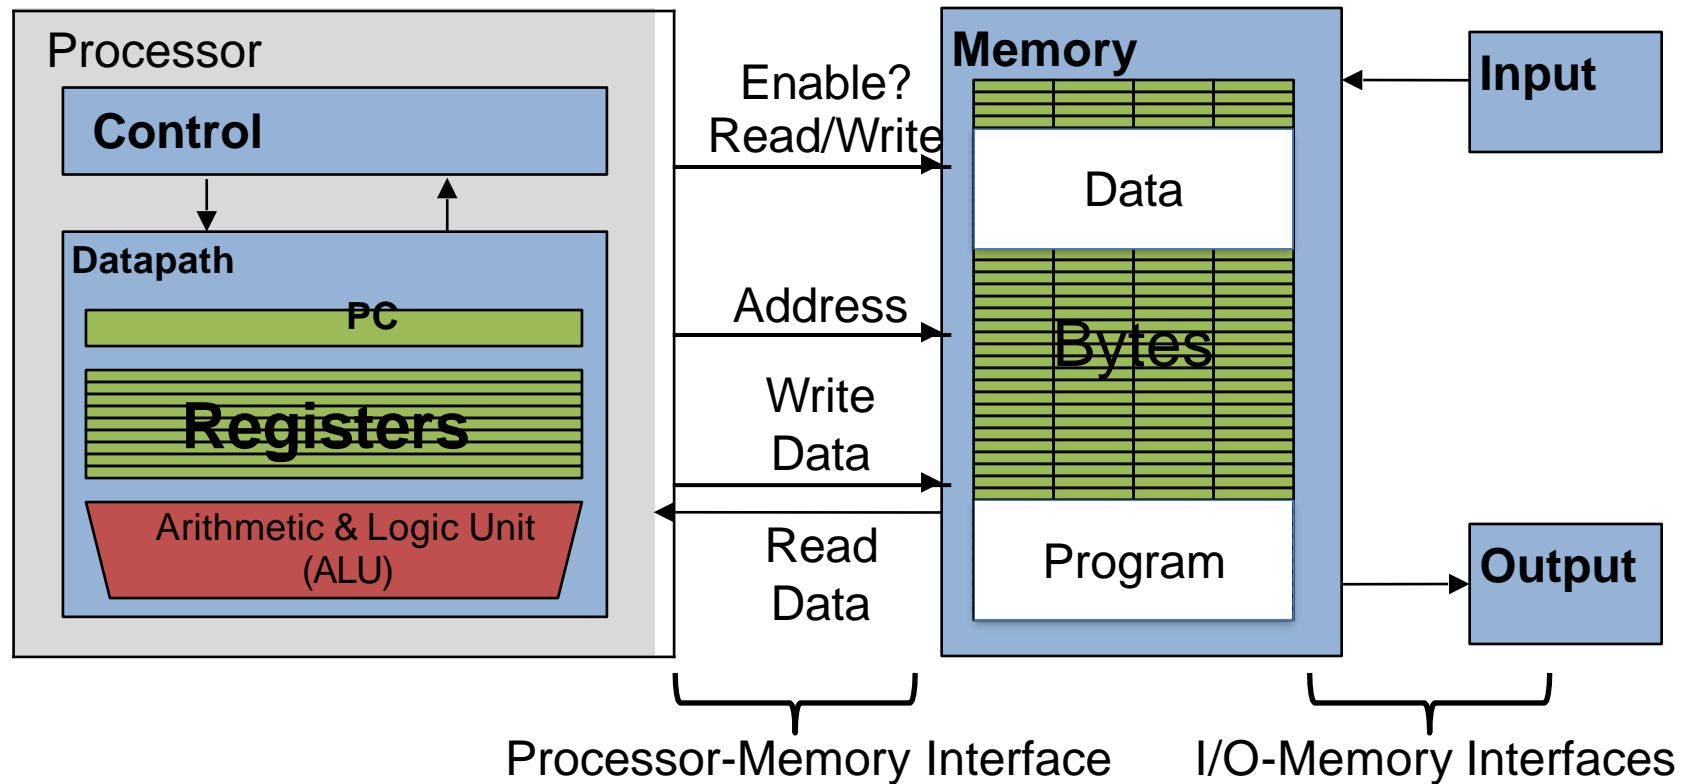 Processor
Control
Datapath
PC
Registers
Arithmetic & Logic Unit
(ALU)
Enable?
Read/Write
Address
Write
Data
Read
Data
Memory
Data
Bytes
Program
Input
Output
Processor-Memory Interface
I/O-Memory Interfaces